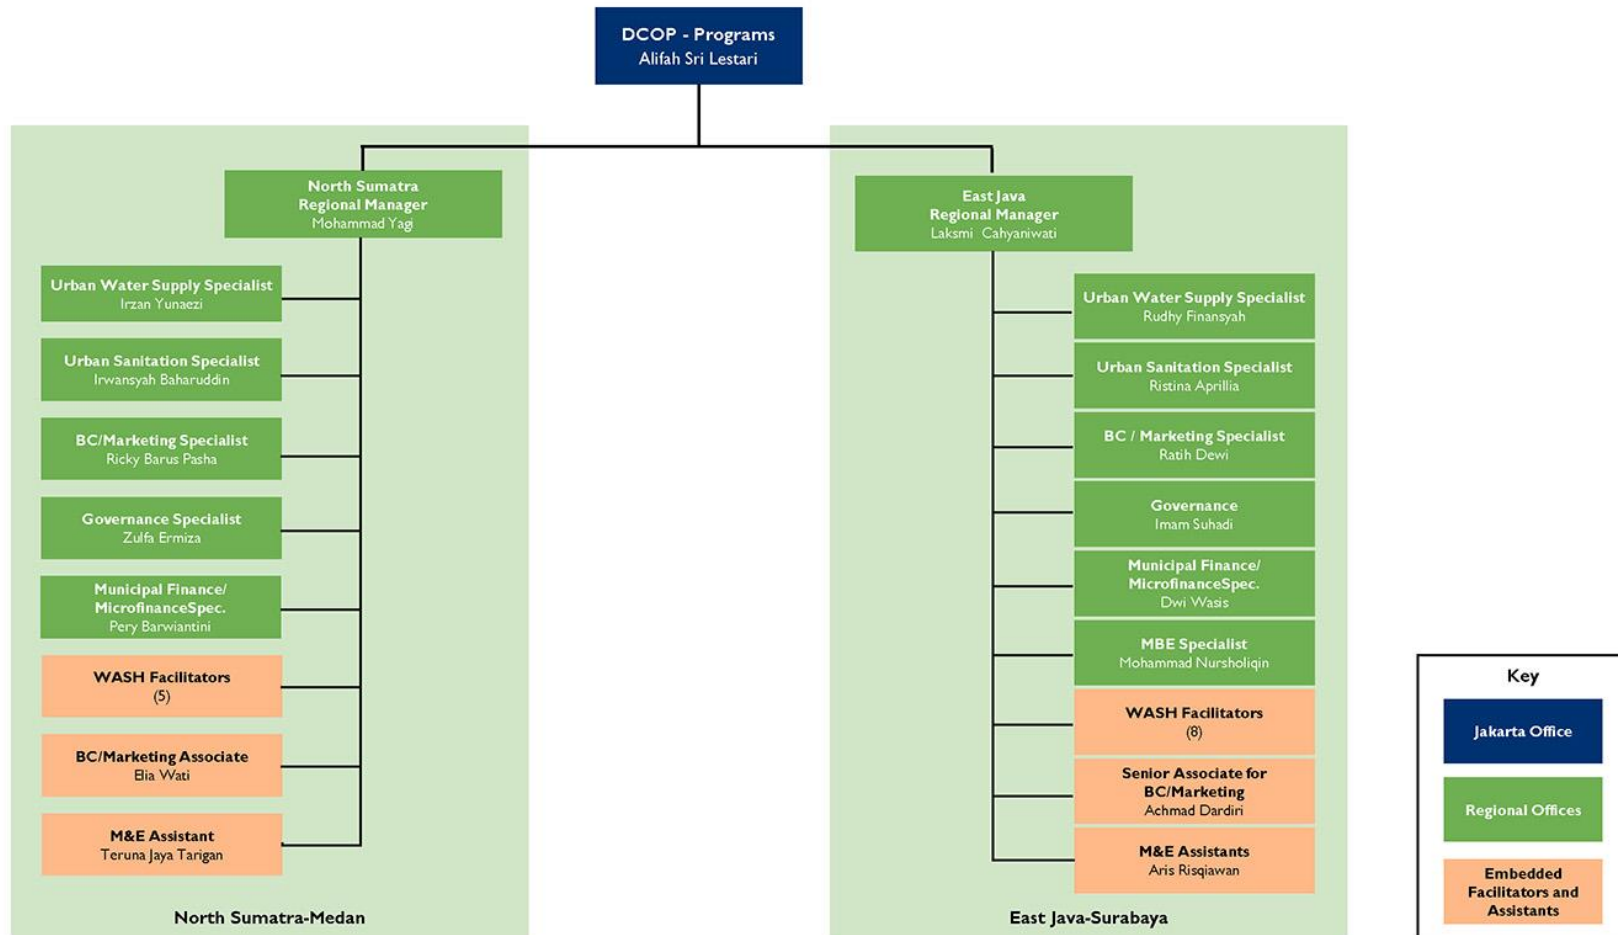 DCOP - Programs
Alifah Sri Lestari
North Sumatra
Regional Manager
Mohammad Yagi
Urban Water Supply Specialist
Irzan Yunaezi
Urban Sanitation Specialist
Irwansyah Baharuddin
BC/Marketing Specialist
Ricky Barus Pasha
Governance Specialist
Zulfa Ermiza
Municipal Finance/
MicrofinanceSpec.
Pery Barwiantini
WASH Facilitators
(5)
BC/Marketing Associate
Elia Wati
M&E Assistant
Teruna Jaya Tarigan
North Sumatra-Medan
East Java
Regional Manager
Laksmi Cahyaniwati
Urban Water Supply Specialist
Rudhy Finansyah
Urban Sanitation Specialist
Ristina Aprillia
BC / Marketing Specialist
Ratih Dewi
Governance
Imam Suhadi
Municipal Finance/
MicrofinanceSpec.
Dwi Wasis
MBE Specialist
Mohammad Nursholiqin
WASH Facilitators
(8)
Senior Associate for
BC/Marketing
Achmad Dardiri
M&E Assistants
Aris Risqiawan
East Java-Surabaya
Key
Jakarta Office
Regional Offices
Embedded
Facilitators and
Assistants